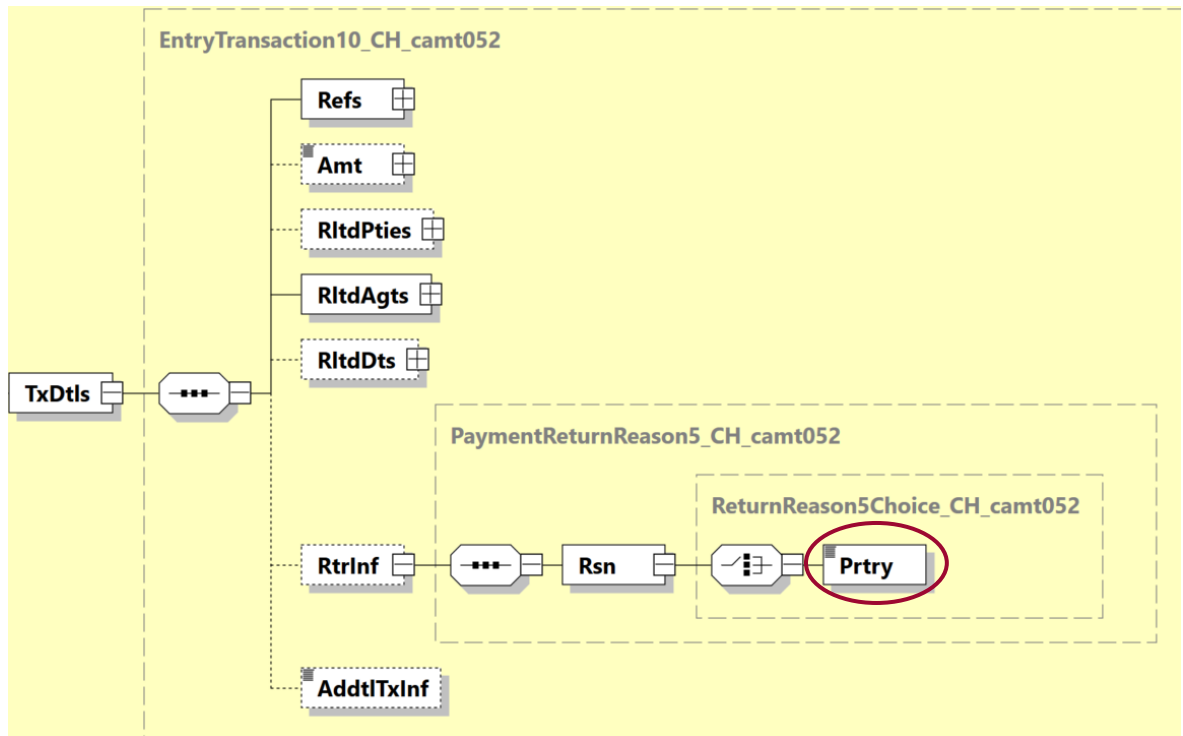 EntryTransaction10_CH_camt052
Refs
Amt
RltdPties
RltdAgts
RltdDts
TxDtls
PaymentReturnReason5_CH_camt052
ReturnReason5Choice_CH_camt052
RtrInf
Rsn
Prtry
AddtlTxInf